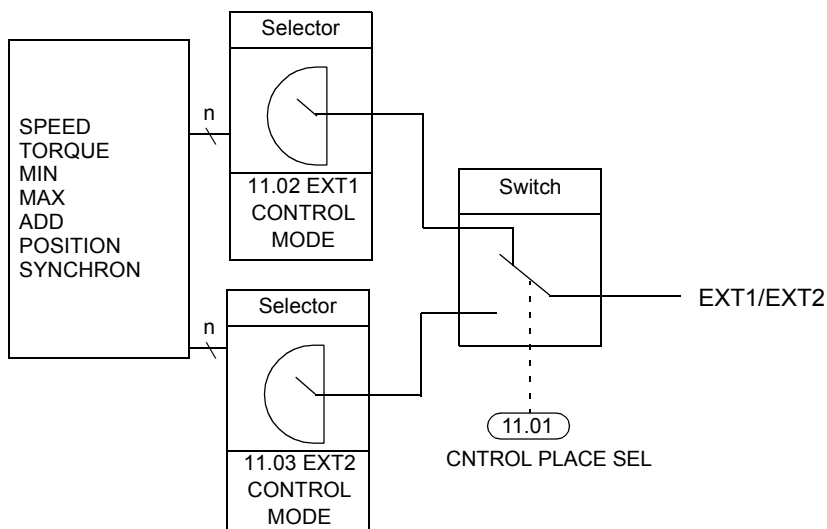 SPEED
TORQUE
MIN
MAX
ADD
POSITION
SYNCHRON
n
Selector
11.02 EXT1
CONTROL
MODE
n
Selector
11.03 EXT2
CONTROL
MODE
Switch
EXT1/EXT2
11.01
CNTROL PLACE SEL